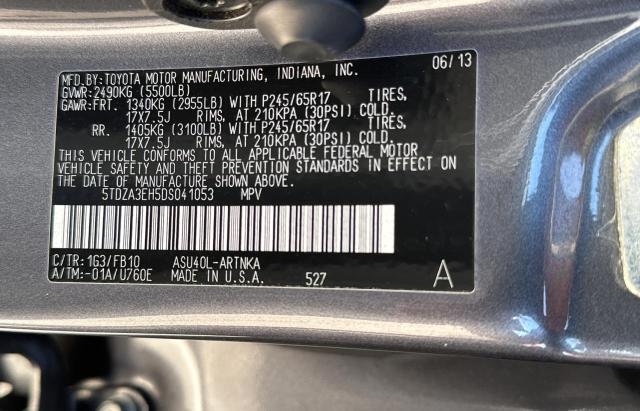 MFD.BY:TOYOTA MOTOR MANUFACTURING, INDIANA, INC. 06/13
GVWR:2490KG (5500LB)
GAWR:FRT. 1340KG (2955LB) WITH P245/65R17 TIRES,
17X7.5J RIMS, AT 210KPA (30PSI) COLD.
RR. 1405KG (3100LB) WITH P245/65R17 TIRES,
17X7.5J RIMS, AT 210KPA (30PSI) COLD.
THIS VEHICLE CONFORMS TO ALL APPLICABLE FEDERAL MOTOR
VEHICLE SAFETY AND THEFT PREVENTION STANDARDS IN EFFECT ON
THE DATE OF MANUFACTURE SHOWN ABOVE.
5TDZA3EH5DS041053 MPV
C/TR:1G3/FB10 ASU40L-ARTNKA
A/TM:-01A/U760E MADE IN U.S.A. 527 A